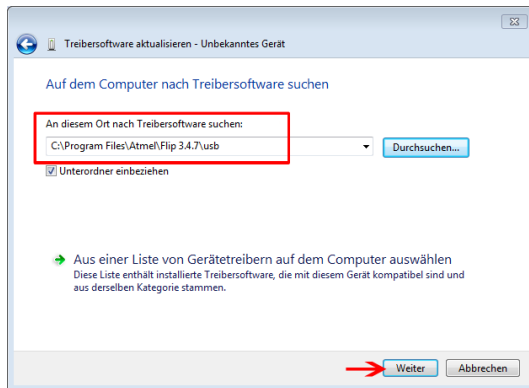 Treibersoftware aktualisieren - Unbekanntes Gerät
Auf dem Computer nach Treibersoftware suchen
An diesem Ort nach Treibersoftware suchen:
C:\Program Files\Atmel\Flip 3.4.7\usb
Durchsuchen...
Unterordner einbeziehen
Aus einer Liste von Gerätetreibern auf dem Computer auswählen
Diese Liste enthält installierte Treibersoftware, die mit diesem Gerät kompatibel sind und
aus derselben Kategorie stammen.
Weiter
Abbrechen